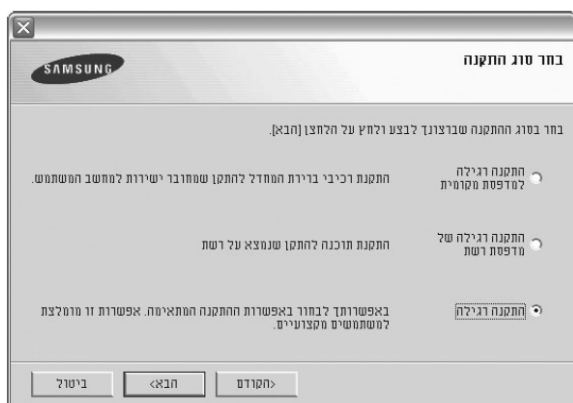 SAMSUNG
בחר סוג התקנה
בחר בסוג ההתקנה שברצונך לבצע ולחץ על הלחצן [הבא].
התקנה רגילה
למדפסת מקומית
התקנת רכיבי ברירת המחדל להתקן שמחובר ישירות למחשב המשתמש.
התקנה רגילה של
מדפסת רשת
התקנת תוכנה להתקן שנמצא על רשת
התקנה רגילה
באפשרותך לבחור באפשרות ההתקנה המתאימה. אפשרות זו מומלצת
למשתמשים מקצועיים.
<הקודם
הבא>
ביטול